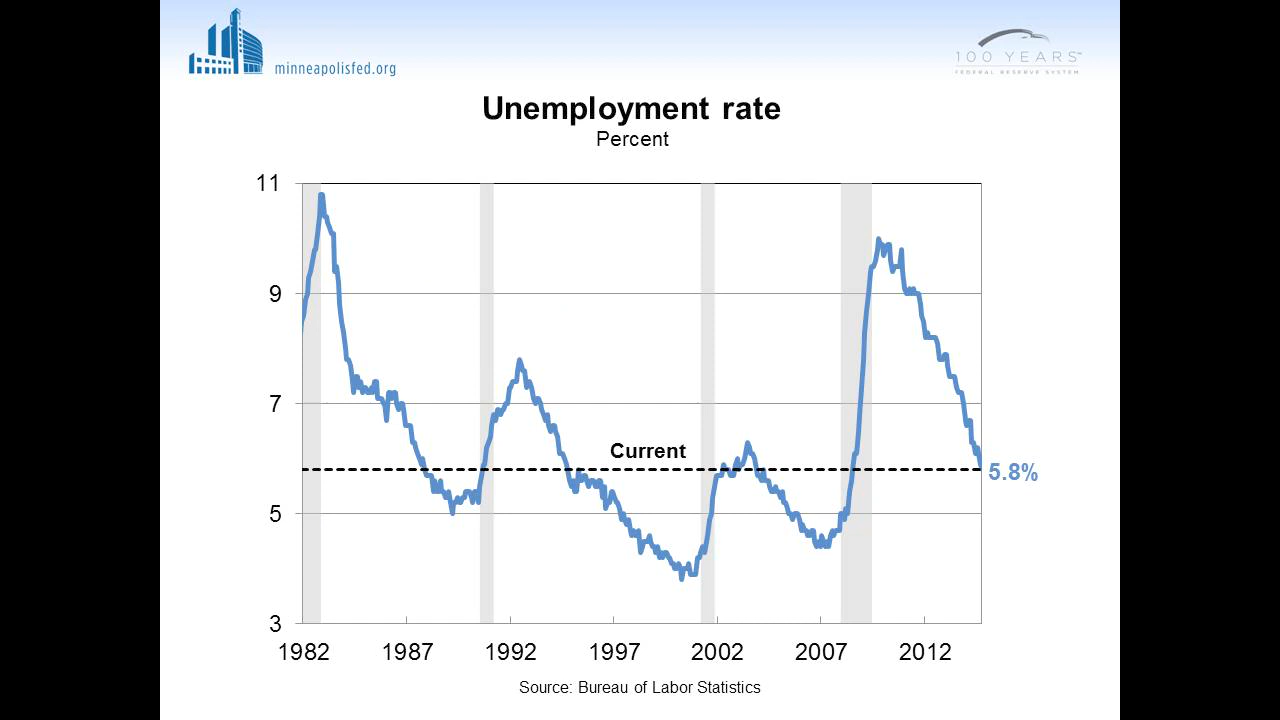 minneapolisfed.org
100 YEARS™
FEDERAL RESERVE SYSTEM
Unemployment rate
Percent
11
9
7
5
3
Current
5.8%
1982 1987 1992 1997 2002 2007 2012
Source: Bureau of Labor Statistics